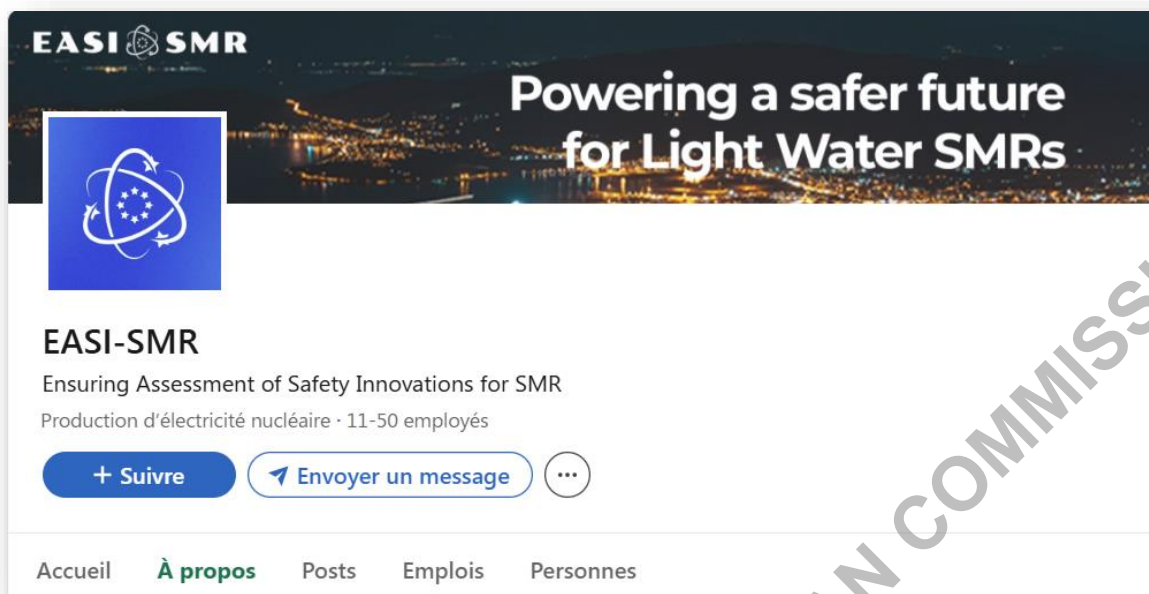 EASI SMR
Powering a safer future
for Light Water SMRs
EASI-SMR
Ensuring Assessment of Safety Innovations for SMR
Production d'électricité nucléaire · 11-50 employés
+ Suivre
Envoyer un message
...
Accueil
À propos
Posts
Emplois
Personnes